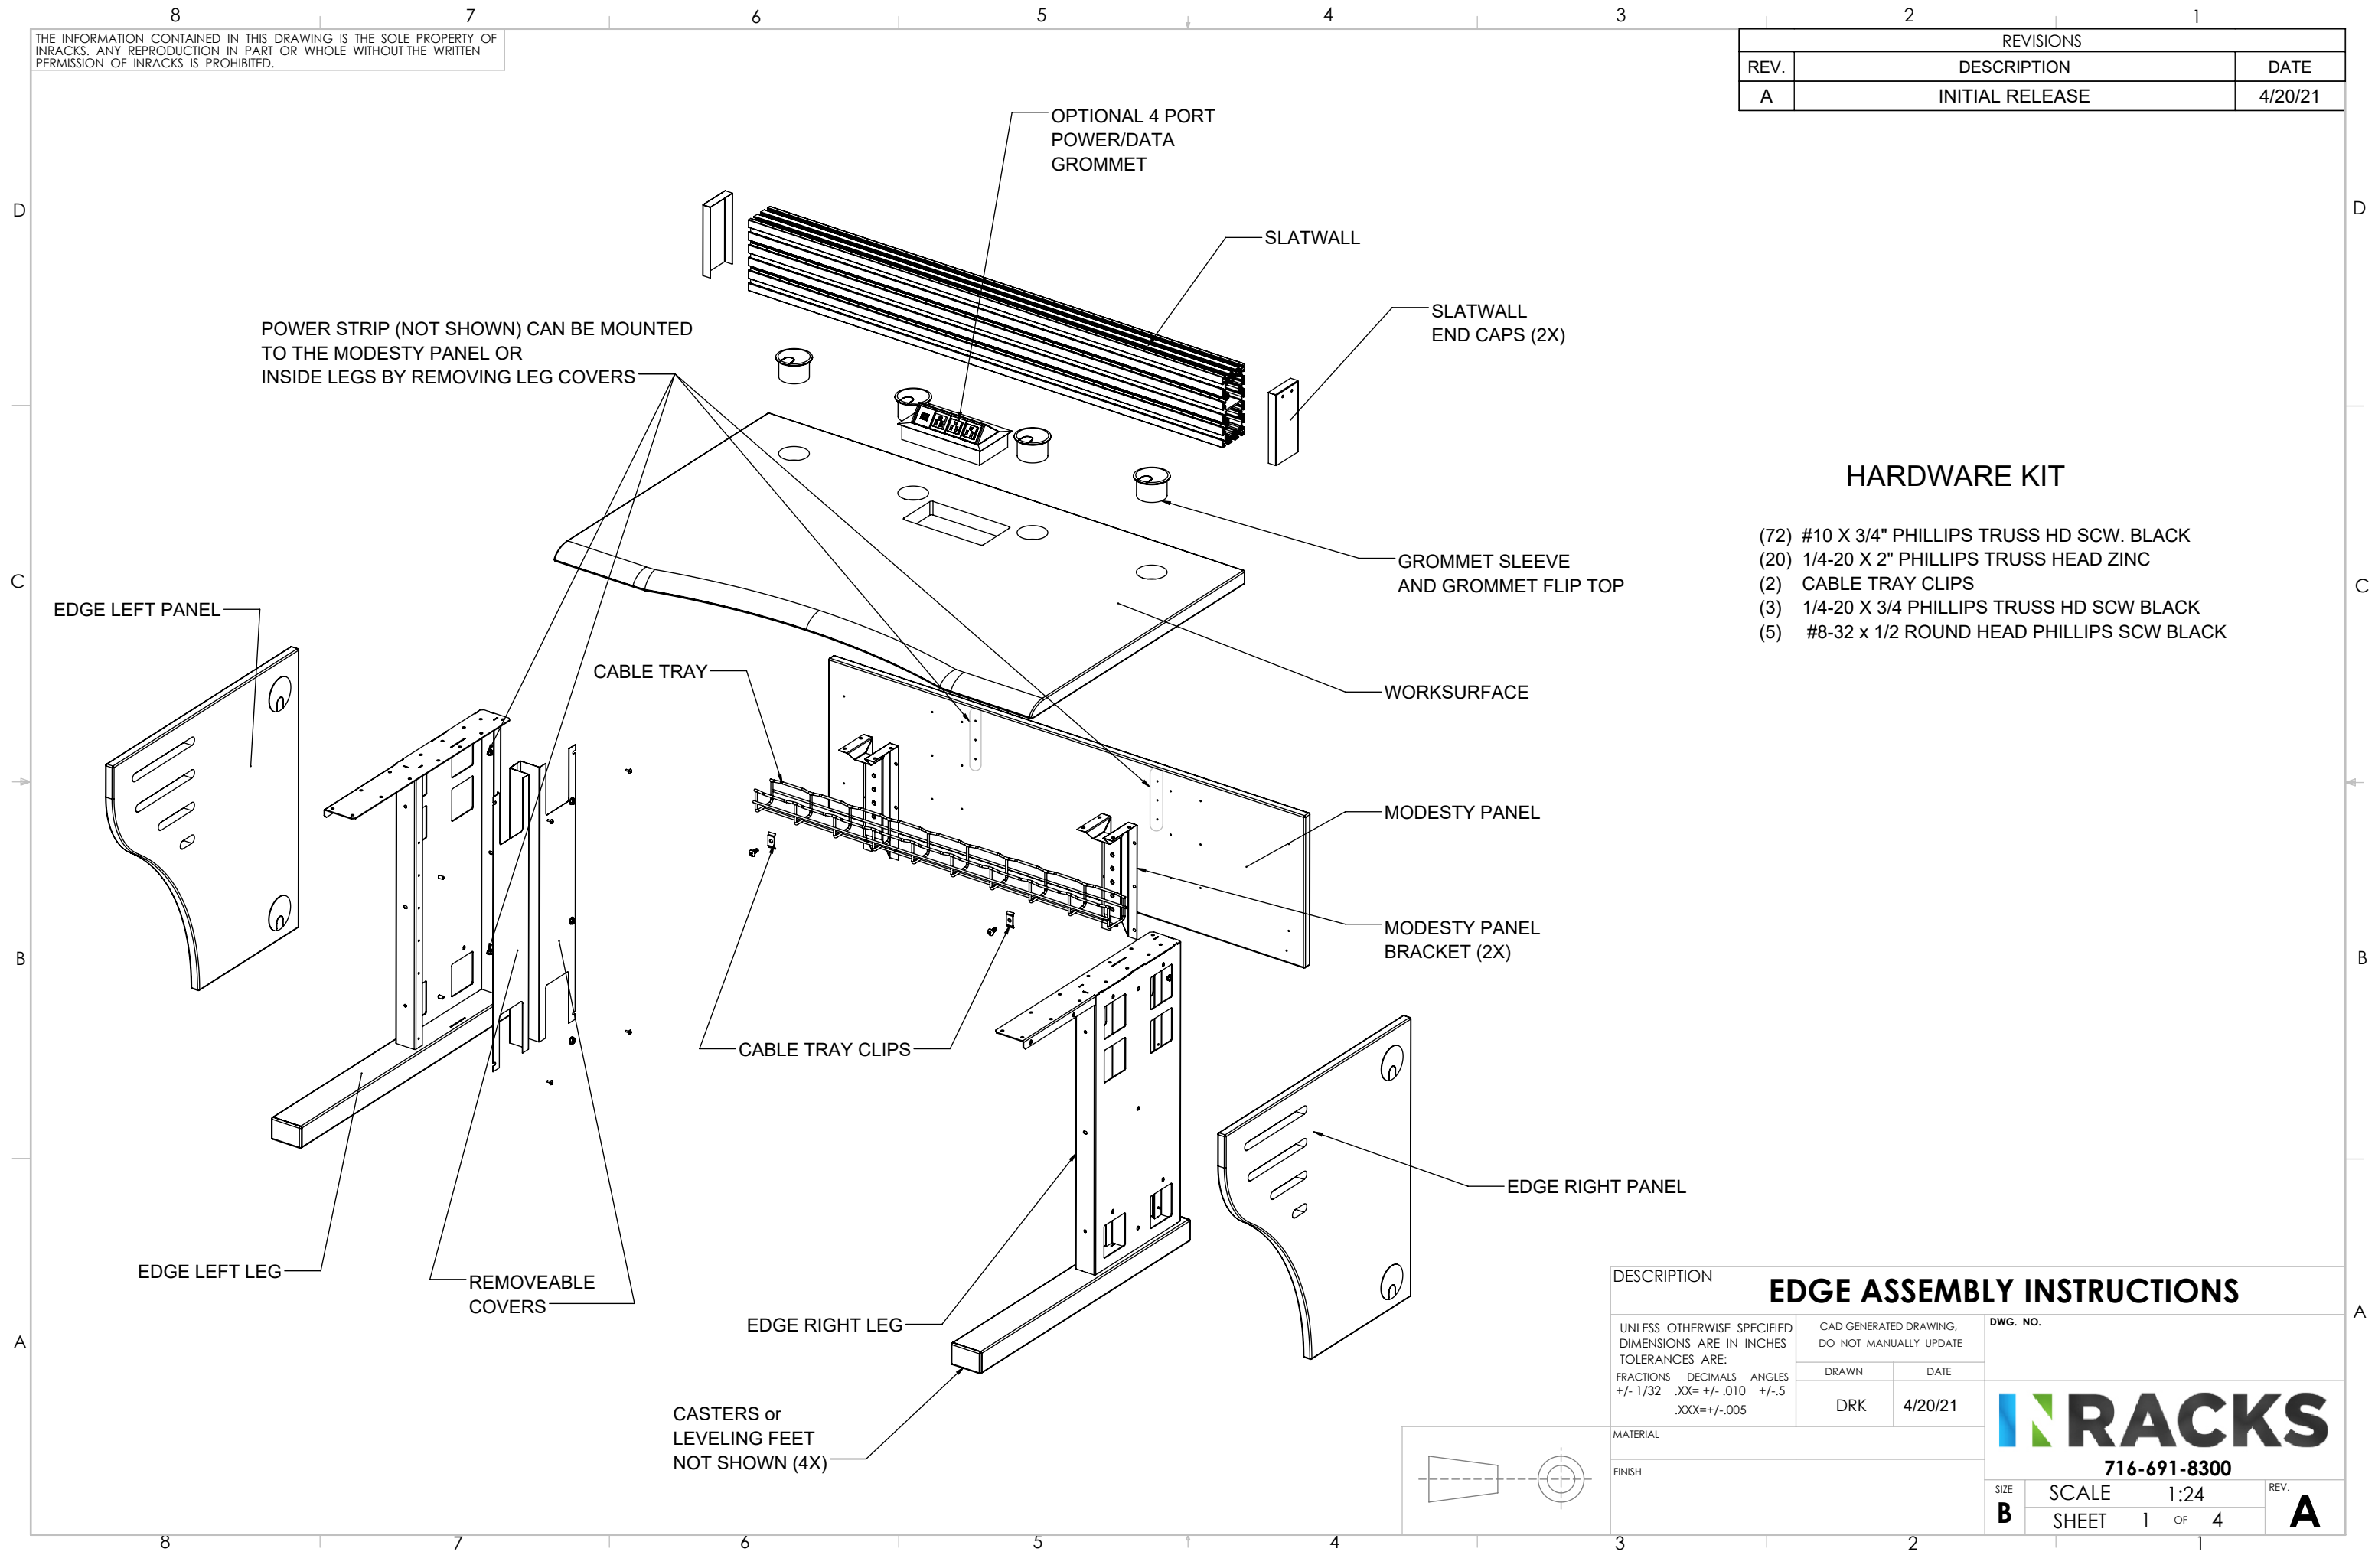 8 7 6 5 4 3 2 1
THE INFORMATION CONTAINED IN THIS DRAWING IS THE SOLE PROPERTY OF
INRACKS. ANY REPRODUCTION IN PART OR WHOLE WITHOUT THE WRITTEN
PERMISSION OF INRACKS IS PROHIBITED.
REVISIONS
REV. DESCRIPTION DATE
A INITIAL RELEASE 4/20/21
OPTIONAL 4 PORT
POWER/DATA
GROMMET
D D
SLATWALL
SLATWALL
END CAPS (2X)
POWER STRIP (NOT SHOWN) CAN BE MOUNTED
TO THE MODESTY PANEL OR
INSIDE LEGS BY REMOVING LEG COVERS
HARDWARE KIT
(72) #10 X 3/4" PHILLIPS TRUSS HD SCW. BLACK
(20) 1/4-20 X 2" PHILLIPS TRUSS HEAD ZINC
(2) CABLE TRAY CLIPS
(3) 1/4-20 X 3/4 PHILLIPS TRUSS HD SCW BLACK
(5) #8-32 x 1/2 ROUND HEAD PHILLIPS SCW BLACK
GROMMET SLEEVE
AND GROMMET FLIP TOP
C C
EDGE LEFT PANEL
CABLE TRAY
WORKSURFACE
MODESTY PANEL
MODESTY PANEL
BRACKET (2X)
B B
CABLE TRAY CLIPS
EDGE RIGHT PANEL
EDGE LEFT LEG
REMOVEABLE
COVERS
EDGE RIGHT LEG
A A
CASTERS or
LEVELING FEET
NOT SHOWN (4X)
DESCRIPTION
EDGE ASSEMBLY INSTRUCTIONS
UNLESS OTHERWISE SPECIFIED
DIMENSIONS ARE IN INCHES
TOLERANCES ARE:
FRACTIONS DECIMALS ANGLES
+/- 1/32 .XX= +/- .010 +/-.5
.XXX=+/-.005
CAD GENERATED DRAWING,
DO NOT MANUALLY UPDATE
DRAWN DATE
DRK 4/20/21
DWG. NO.
MATERIAL
FINISH
INRACKS
716-691-8300
SIZE
B
SCALE 1:24
SHEET 1 OF 4
REV.
A
8 7 6 5 4 3 2 1